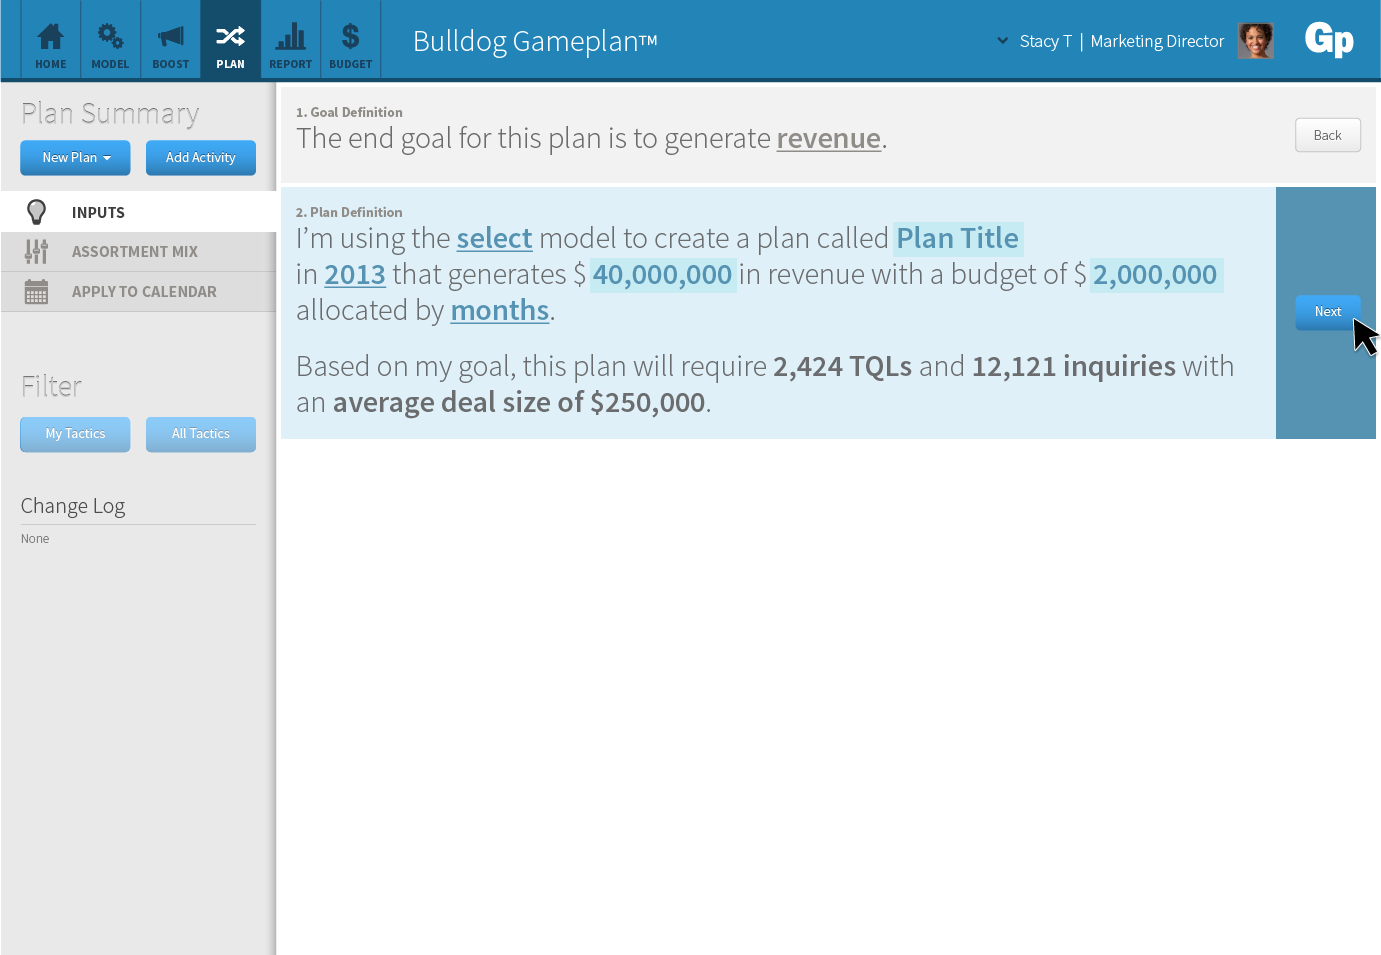 HOME
MODEL
BOOST
PLAN
REPORT
BUDGET
Bulldog Gameplan™
Stacy T | Marketing Director
Gp
Plan Summary
New Plan
Add Activity
INPUTS
ASSORTMENT MIX
APPLY TO CALENDAR
Filter
My Tactics
All Tactics
Change Log
None
1. Goal Definition
The end goal for this plan is to generate revenue.
Back
2. Plan Definition
I’m using the select model to create a plan called Plan Title
in 2013 that generates $ 40,000,000 in revenue with a budget of $ 2,000,000
allocated by months.
Based on my goal, this plan will require 2,424 TQLs and 12,121 inquiries with
an average deal size of $250,000.
Next